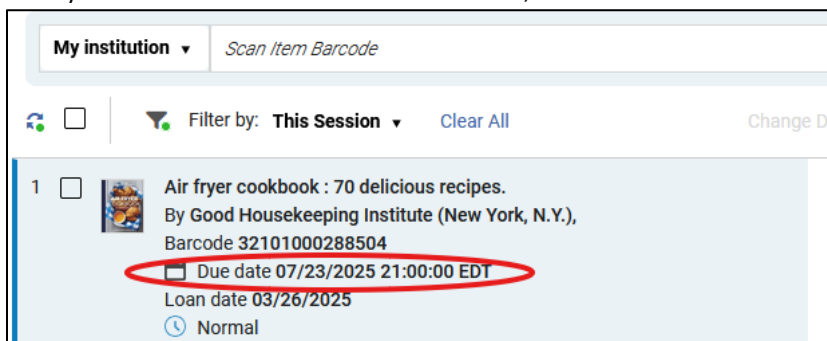 My institution ▾ Scan Item Barcode
Filter by: This Session ▾ Clear All Change D
1 Air fryer cookbook : 70 delicious recipes.
By Good Housekeeping Institute (New York, N.Y.),
Barcode 32101000288504
Due date 07/23/2025 21:00:00 EDT
Loan date 03/26/2025
Normal